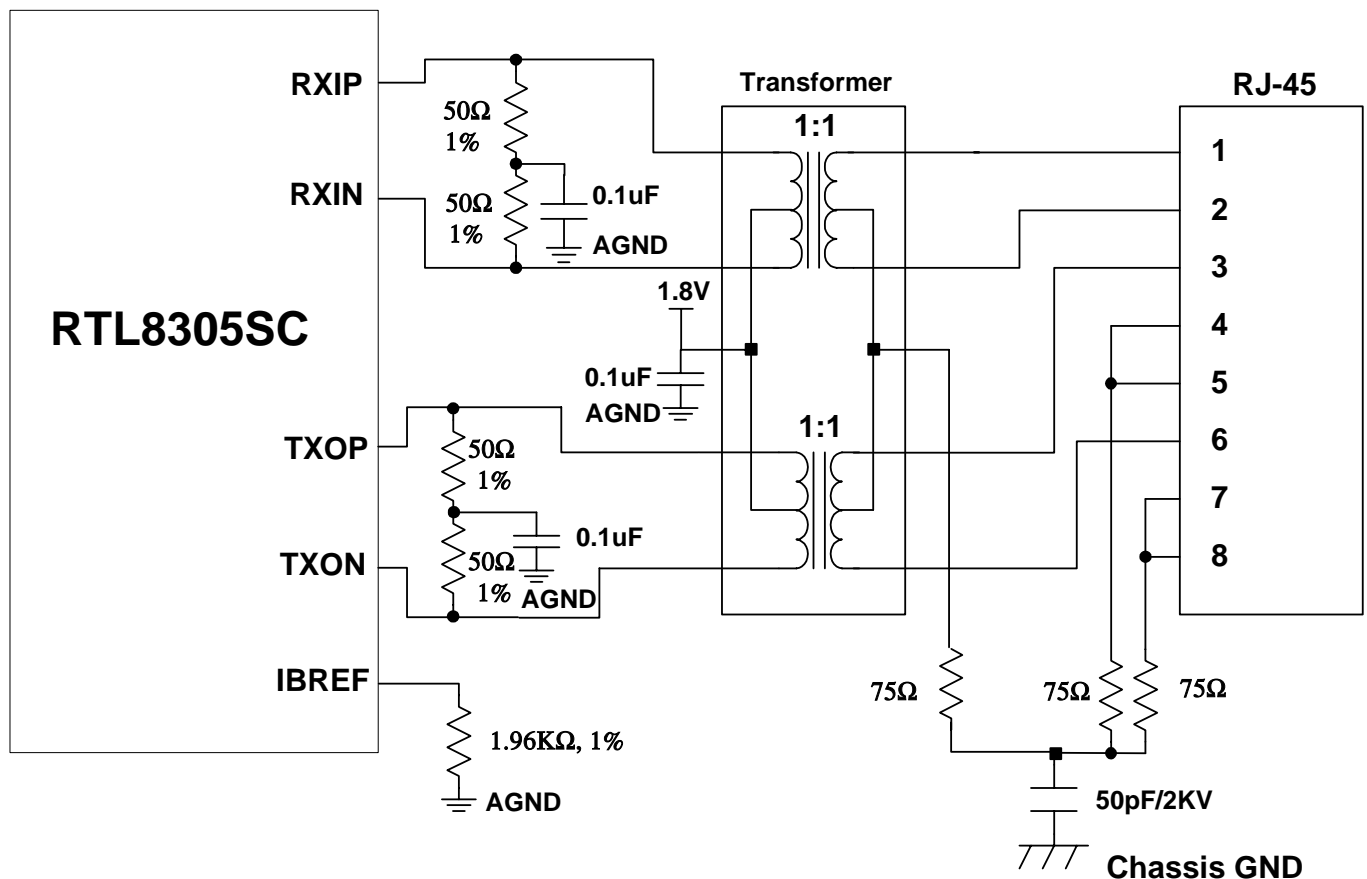 RTL8305SC
RXIP
RXIN
TXOP
TXON
IBREF
50Ω
1%
50Ω
1%
0.1uF
AGND
50Ω
1%
50Ω
1%
0.1uF
AGND
1.96KΩ, 1%
AGND
1.8V
0.1uF
AGND
Transformer
1:1
1:1
RJ-45
1
2
3
4
5
6
7
8
75Ω
75Ω
75Ω
50pF/2KV
Chassis GND